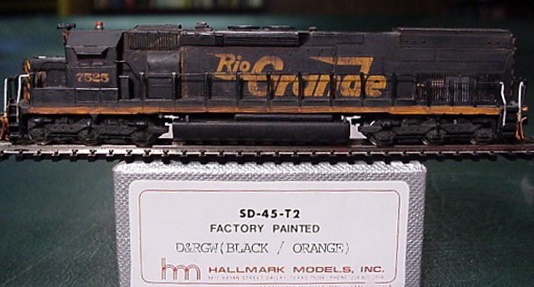 7525
Rio
Grande
SD-45-T2
FACTORY PAINTED
D&RGW(BLACK / ORANGE)
hm HALLMARK MODELS, INC.